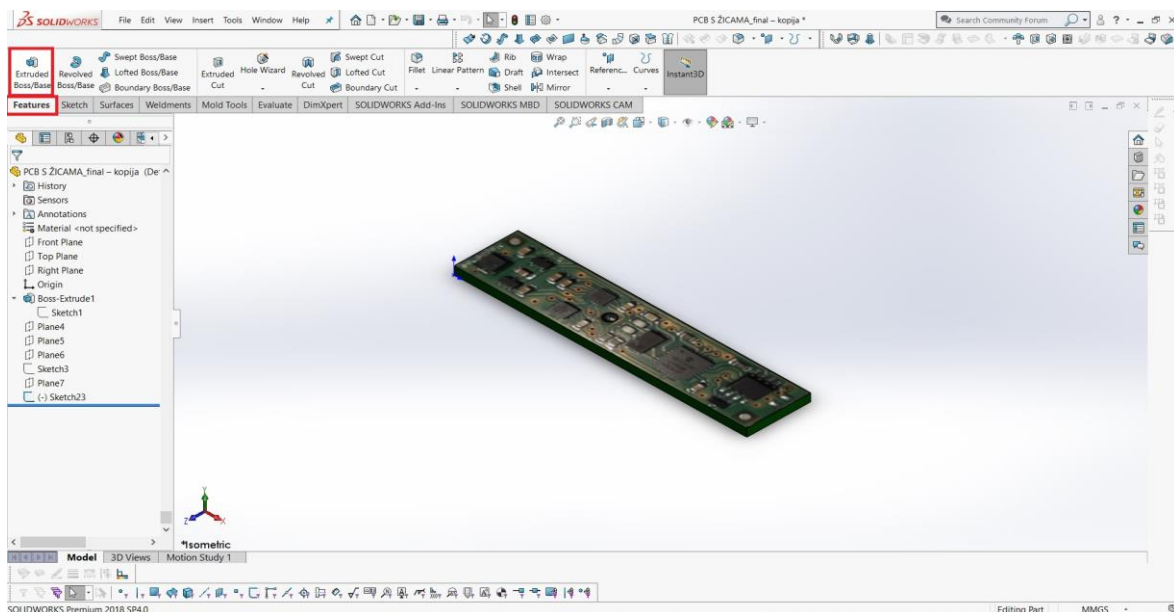 SOLIDWORKS File Edit View Insert Tools Window Help PCB S ŽICAMA_final – kopija * Search Community Forum
Extruded Boss/Base
Revolved Boss/Base
Swept Boss/Base
Lofted Boss/Base
Boundary Boss/Base
Extruded Cut
Hole Wizard
Revolved Cut
Swept Cut
Lofted Cut
Boundary Cut
Fillet
Linear Pattern
Rib
Draft
Shell
Wrap
Intersect
Mirror
Referenc...
Curves
Instant3D
Features Sketch Surfaces Weldments Mold Tools Evaluate DimXpert SOLIDWORKS Add-Ins SOLIDWORKS MBD SOLIDWORKS CAM
PCB S ŽICAMA_final – kopija (De
History
Sensors
Annotations
Material <not specified>
Front Plane
Top Plane
Right Plane
Origin
Boss-Extrude1
Sketch1
Plane4
Plane5
Plane6
Sketch3
Plane7
(-) Sketch23
Y
Z X
*Isometric
Model 3D Views Motion Study 1
SOLIDWORKS Premium 2018 SP4.0 Editing Part MMGS